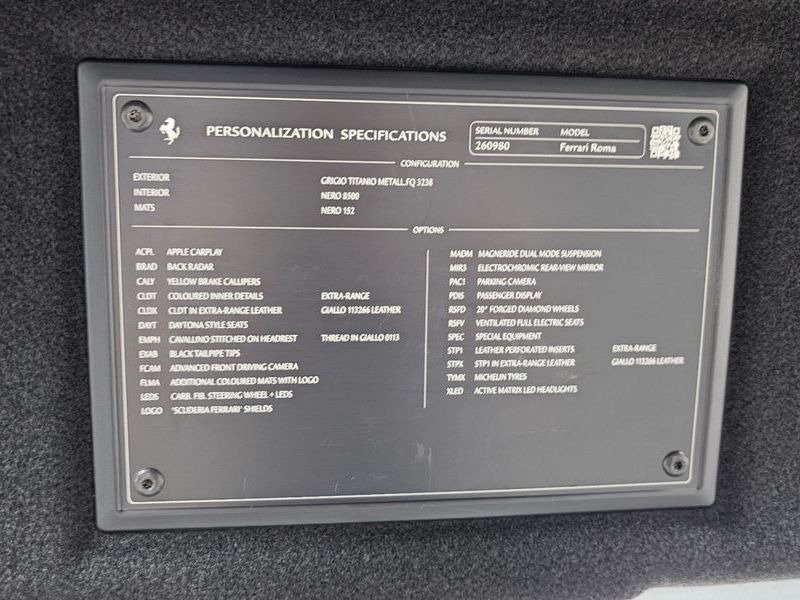 PERSONALIZATION SPECIFICATIONS
SERIAL NUMBER MODEL
260980 Ferrari Roma
CONFIGURATION
EXTERIOR GRIGIO TITANIO METALL.FQ 3238
INTERIOR NERO 8500
MATS NERO 152
OPTIONS
ACPL APPLE CARPLAY
BRAD BACK RADAR
CALY YELLOW BRAKE CALLIPERS
CLDT COLOURED INNER DETAILS EXTRA-RANGE
CLDX CLDT IN EXTRA-RANGE LEATHER GIALLO 113266 LEATHER
DAYT DAYTONA STYLE SEATS
EMPH CAVALLINO STITCHED ON HEADREST THREAD IN GIALLO 0113
EXAB BLACK TAILPIPE TIPS
FCAM ADVANCED FRONT DRIVING CAMERA
FLMA ADDITIONAL COLOURED MATS WITH LOGO
LEDS CARB. FIB. STEERING WHEEL + LEDS
LOGO 'SCUDERIA FERRARI' SHIELDS
MADM MAGNERIDE DUAL MODE SUSPENSION
MIR3 ELECTROCHROMIC REAR-VIEW MIRROR
PAC1 PARKING CAMERA
PDIS PASSENGER DISPLAY
RSFD 20" FORGED DIAMOND WHEELS
RSFV VENTILATED FULL ELECTRIC SEATS
SPEC SPECIAL EQUIPMENT
STP1 LEATHER PERFORATED INSERTS EXTRA-RANGE
STPX STP1 IN EXTRA-RANGE LEATHER GIALLO 113266 LEATHER
TYMX MICHELIN TYRES
XLED ACTIVE MATRIX LED HEADLIGHTS